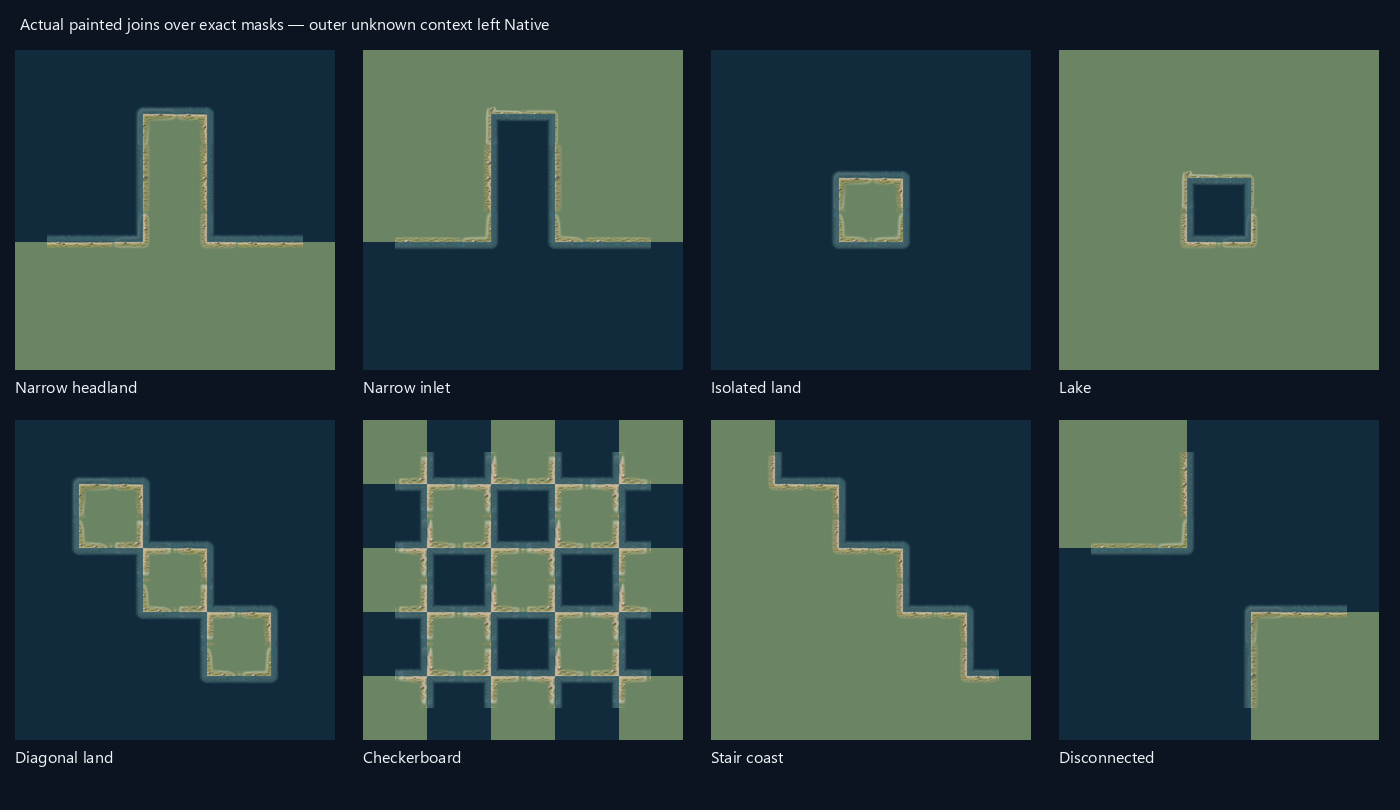 Actual painted joins over exact masks — outer unknown context left Native
Narrow headland
Narrow inlet
Isolated land
Lake
Diagonal land
Checkerboard
Stair coast
Disconnected